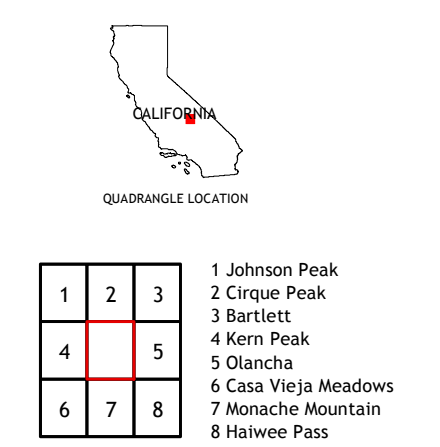 CALIFORNIA
QUADRANGLE LOCATION
1 2 3
4 5
6 7 8
1 Johnson Peak
2 Cirque Peak
3 Bartlett
4 Kern Peak
5 Olancha
6 Casa Vieja Meadows
7 Monache Mountain
8 Haiwee Pass